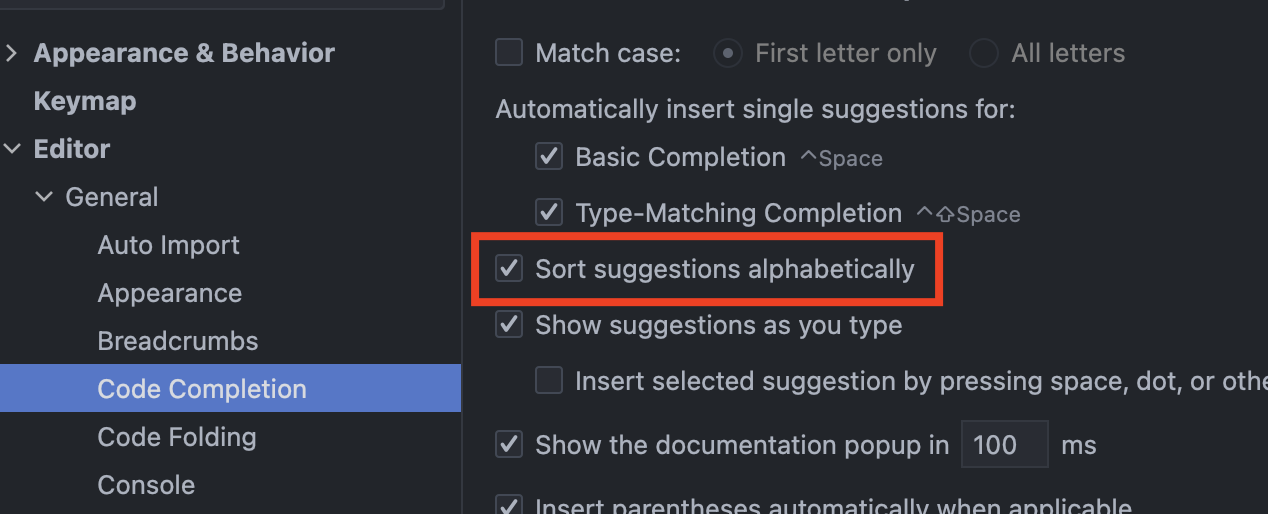 Appearance & Behavior
Keymap
Editor
General
Auto Import
Appearance
Breadcrumbs
Code Completion
Code Folding
Console
Match case: First letter only All letters
Automatically insert single suggestions for:
Basic Completion ^Space
Type-Matching Completion ^⇧Space
Sort suggestions alphabetically
Show suggestions as you type
Insert selected suggestion by pressing space, dot, or othe
Show the documentation popup in 100 ms
Insert parentheses automatically when applicable